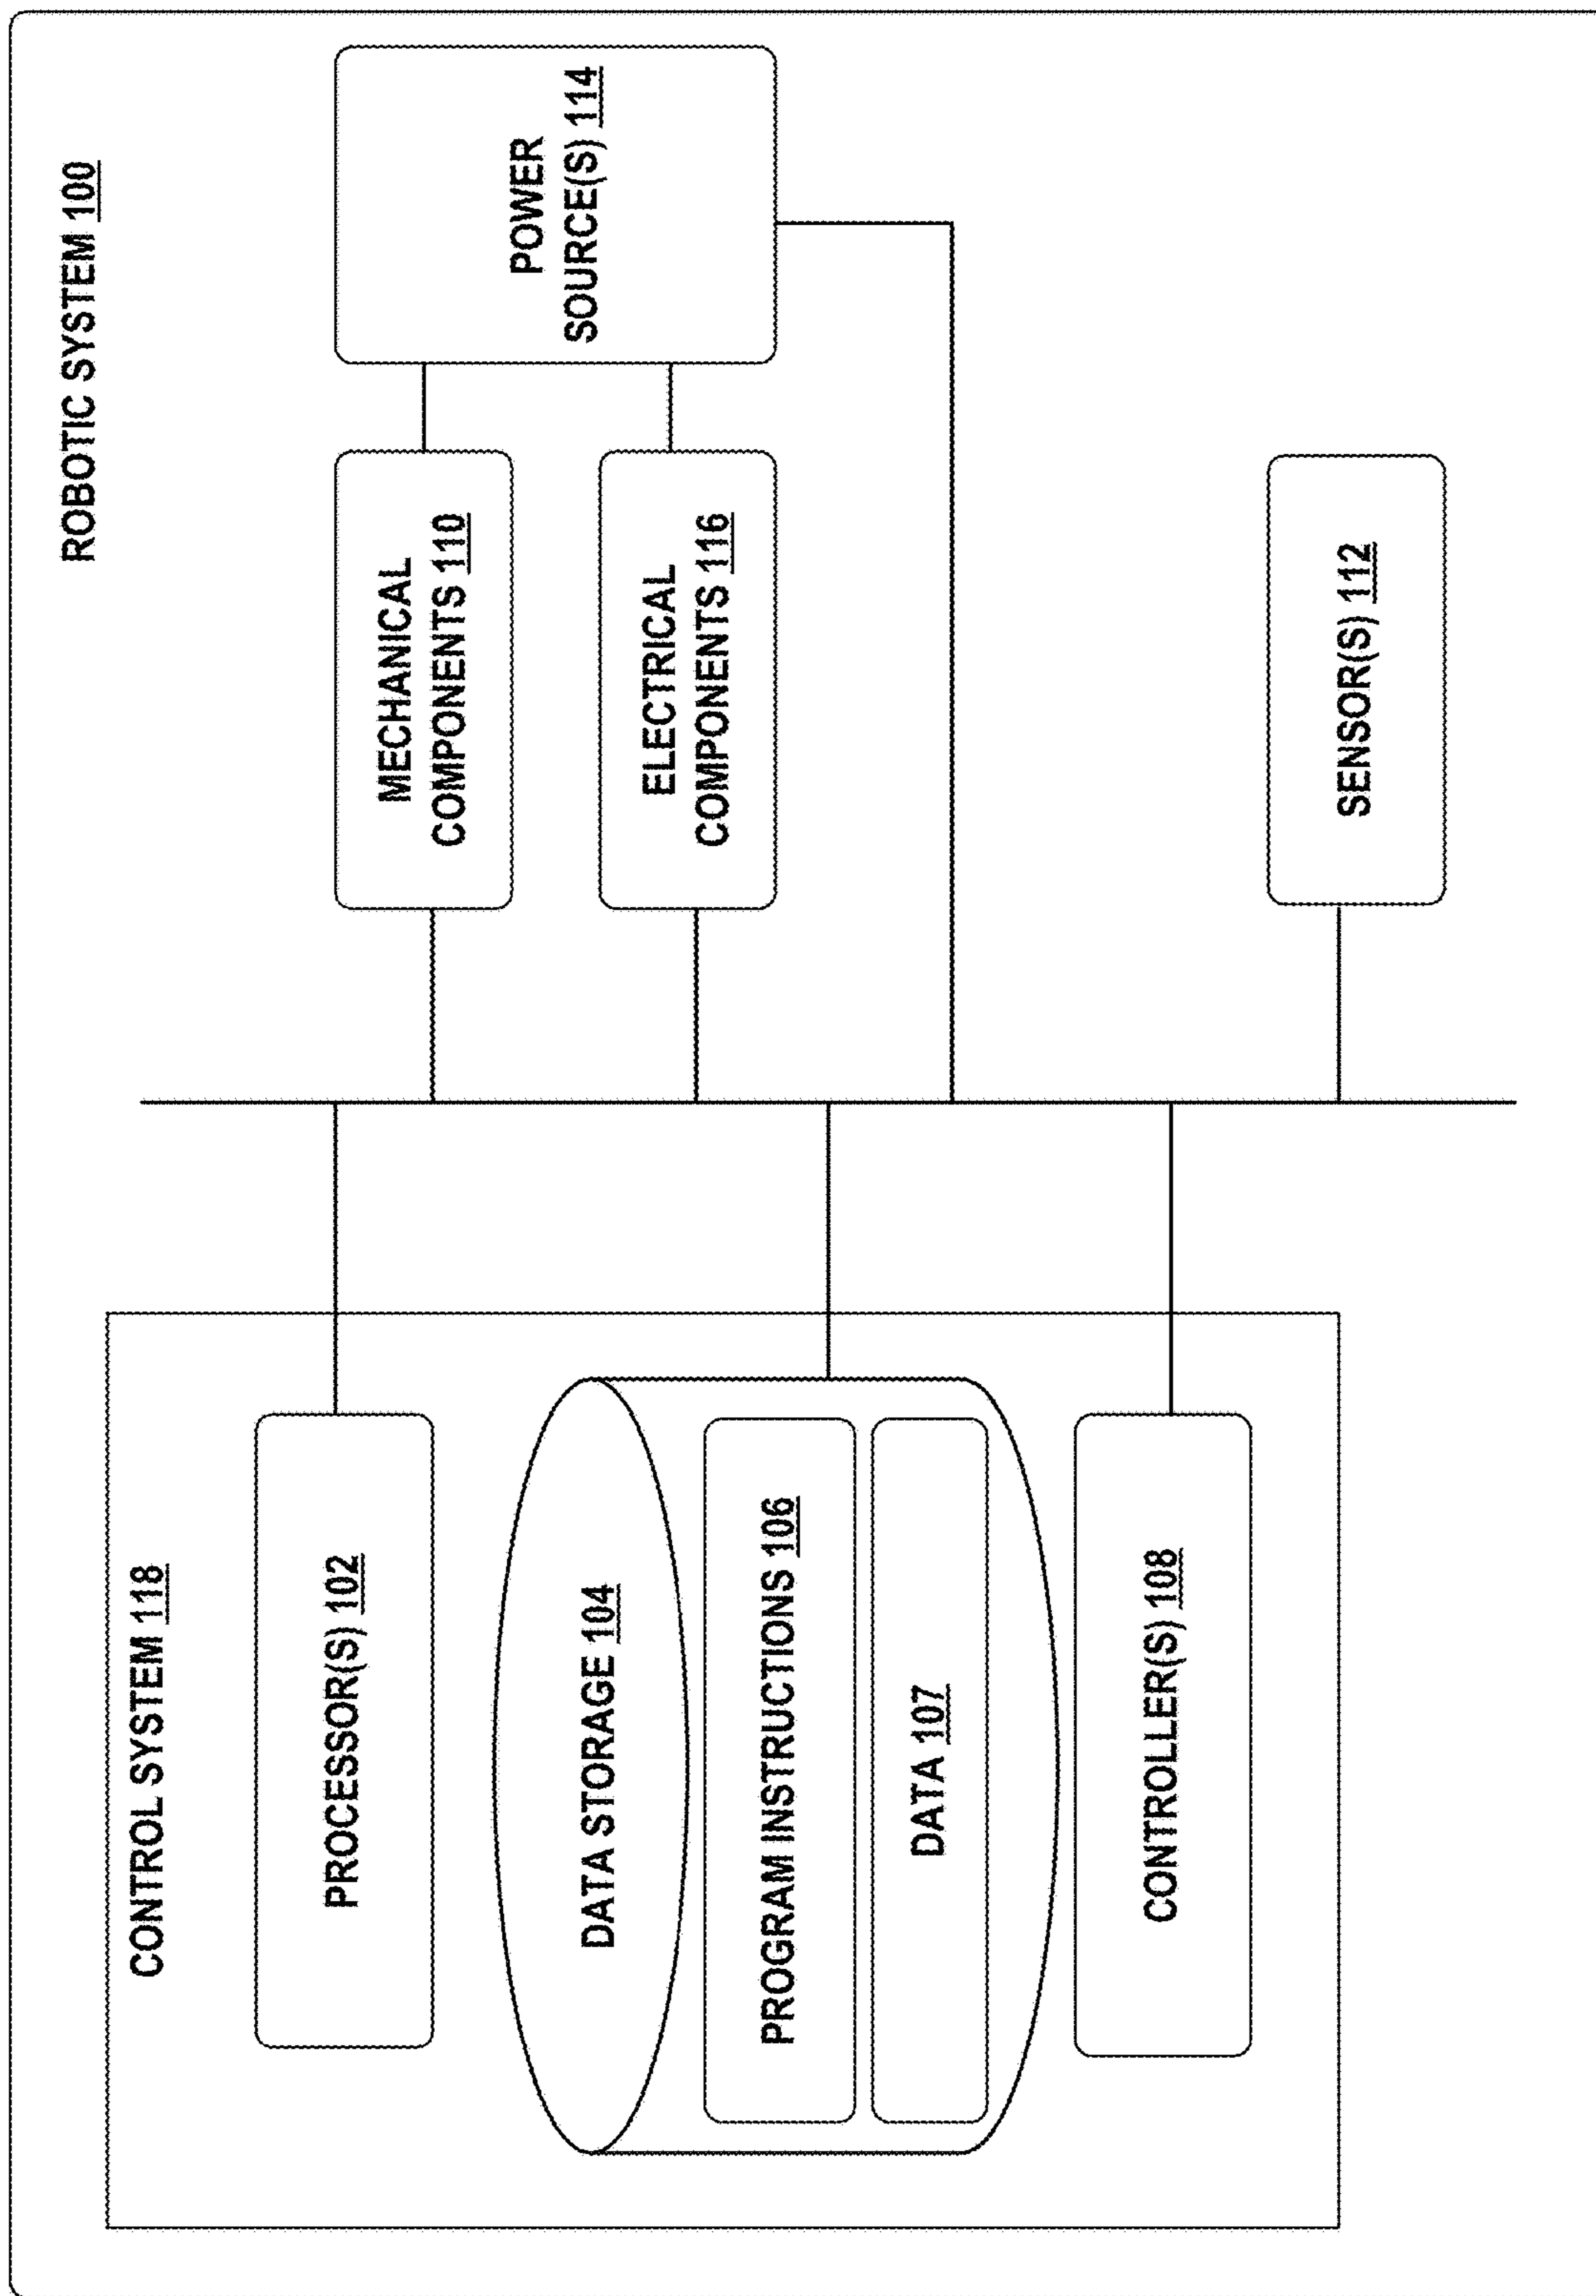 ROBOTIC SYSTEM 100
CONTROL SYSTEM 118
PROCESSOR(S) 102
DATA STORAGE 104
PROGRAM INSTRUCTIONS 106
DATA 107
CONTROLLER(S) 108
MECHANICAL
COMPONENTS 110
ELECTRICAL
COMPONENTS 116
POWER
SOURCE(S) 114
SENSOR(S) 112